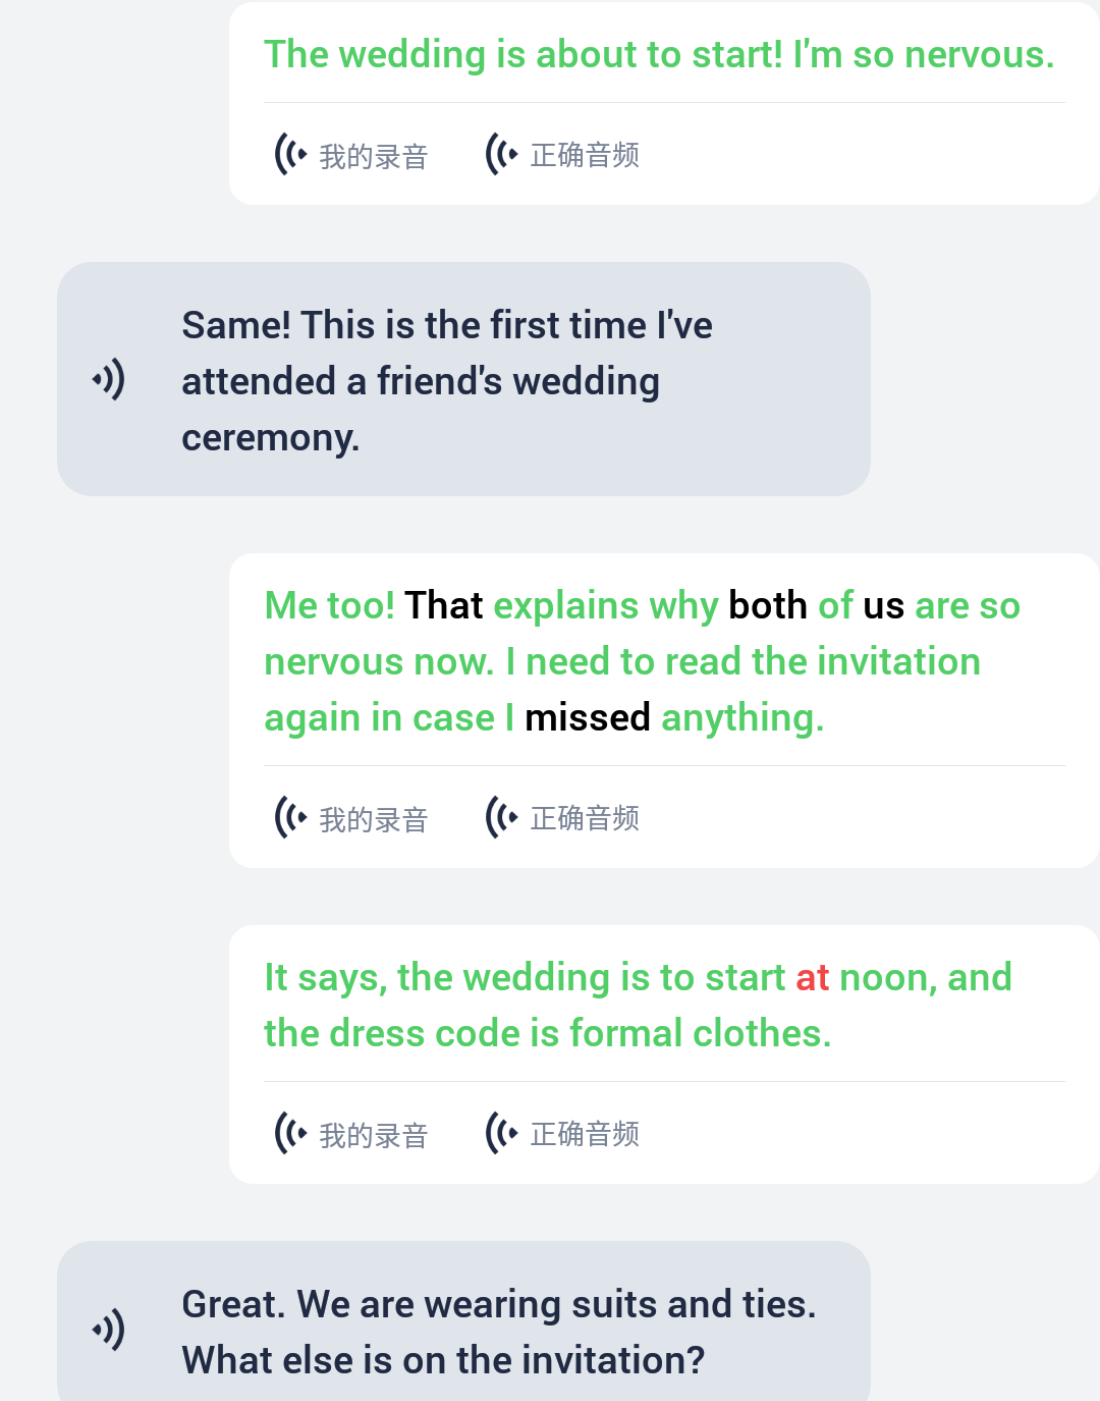 The wedding is about to start! I'm so nervous.
我的录音 正确音频
Same! This is the first time I've
attended a friend's wedding
ceremony.
Me too! That explains why both of us are so
nervous now. I need to read the invitation
again in case I missed anything.
我的录音 正确音频
It says, the wedding is to start at noon, and
the dress code is formal clothes.
我的录音 正确音频
Great. We are wearing suits and ties.
What else is on the invitation?